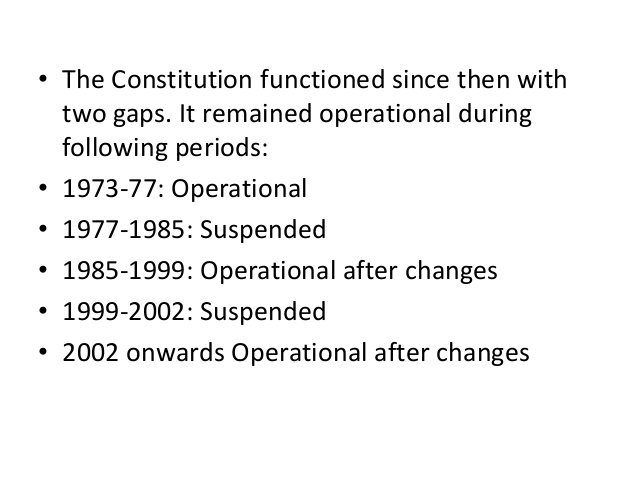 • The Constitution functioned since then with
two gaps. It remained operational during
following periods:
• 1973-77: Operational
• 1977-1985: Suspended
• 1985-1999: Operational after changes
• 1999-2002: Suspended
• 2002 onwards Operational after changes